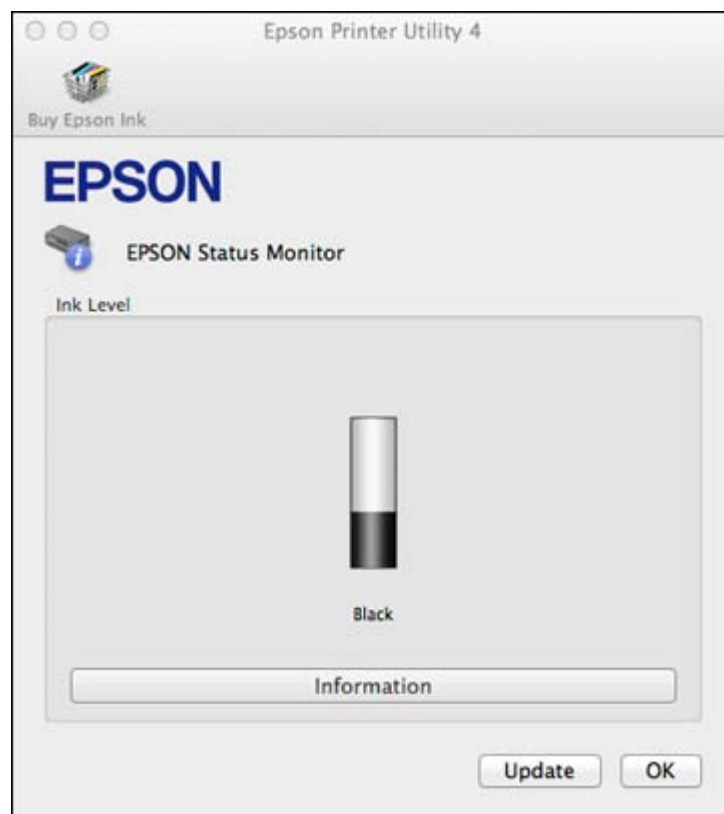 Epson Printer Utility 4
Buy Epson Ink
EPSON
EPSON Status Monitor
Ink Level
Black
Information
Update OK